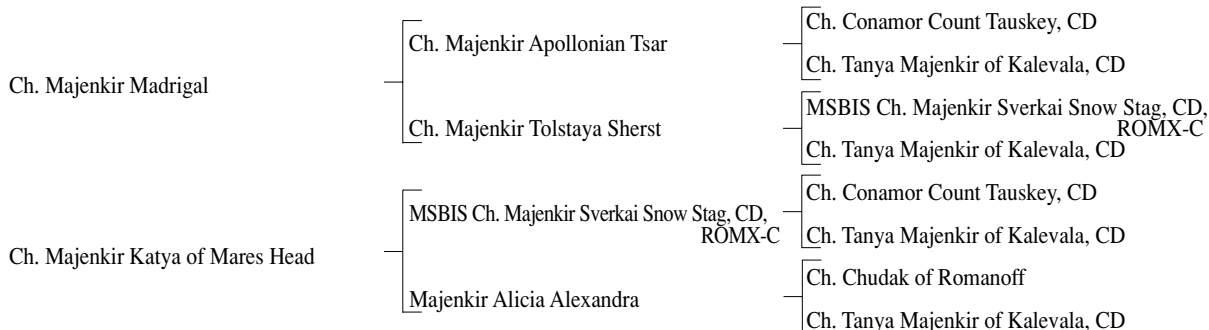 Ch. Conamor Count Tauskey, CD
Ch. Majenkir Apollonian Tsar
Ch. Tanya Majenkir of Kalevala, CD
Ch. Majenkir Madrigal
MSBIS Ch. Majenkir Sverkai Snow Stag, CD,
ROMX-C
Ch. Majenkir Tolstaya Sherst
Ch. Tanya Majenkir of Kalevala, CD
Ch. Conamor Count Tauskey, CD
MSBIS Ch. Majenkir Sverkai Snow Stag, CD,
ROMX-C
Ch. Tanya Majenkir of Kalevala, CD
Ch. Majenkir Katya of Mares Head
Ch. Chudak of Romanoff
Majenkir Alicia Alexandra
Ch. Tanya Majenkir of Kalevala, CD